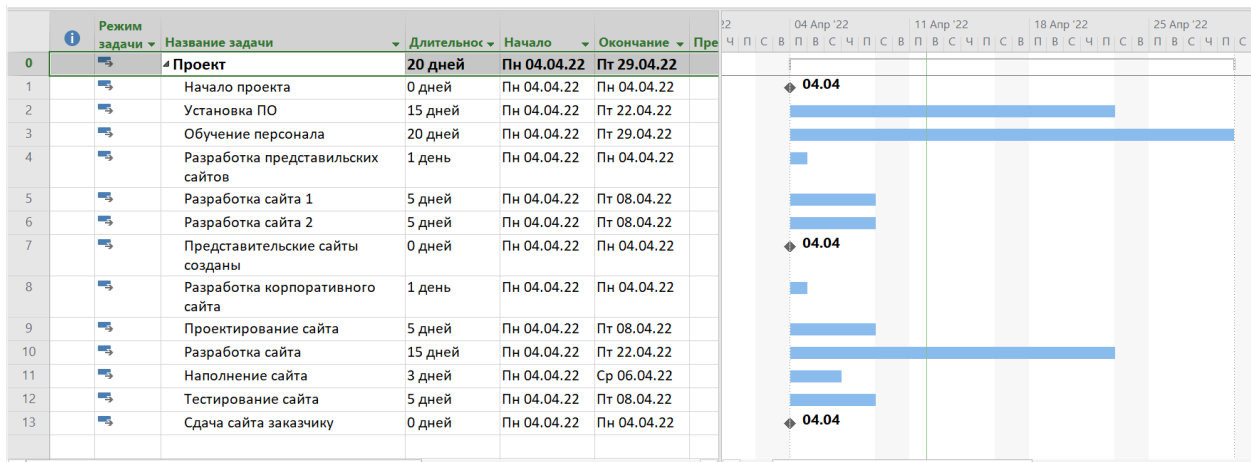 Режим задачи Название задачи Длительнос Начало Окончание Пре 22 04 Апр '22 11 Апр '22 18 Апр '22 25 Апр '22
Ч П С В П В С Ч П С В П В С Ч П С В П В С Ч П С В П В С Ч П С
0 Проект 20 дней Пн 04.04.22 Пт 29.04.22
1 Начало проекта 0 дней Пн 04.04.22 Пн 04.04.22 04.04
2 Установка ПО 15 дней Пн 04.04.22 Пт 22.04.22
3 Обучение персонала 20 дней Пн 04.04.22 Пт 29.04.22
4 Разработка представильских 1 день Пн 04.04.22 Пн 04.04.22
сайтов
5 Разработка сайта 1 5 дней Пн 04.04.22 Пт 08.04.22
6 Разработка сайта 2 5 дней Пн 04.04.22 Пт 08.04.22
7 Представительские сайты 0 дней Пн 04.04.22 Пн 04.04.22 04.04
созданы
8 Разработка корпоративного 1 день Пн 04.04.22 Пн 04.04.22
сайта
9 Проектирование сайта 5 дней Пн 04.04.22 Пт 08.04.22
10 Разработка сайта 15 дней Пн 04.04.22 Пт 22.04.22
11 Наполнение сайта 3 дней Пн 04.04.22 Ср 06.04.22
12 Тестирование сайта 5 дней Пн 04.04.22 Пт 08.04.22
13 Сдача сайта заказчику 0 дней Пн 04.04.22 Пн 04.04.22 04.04